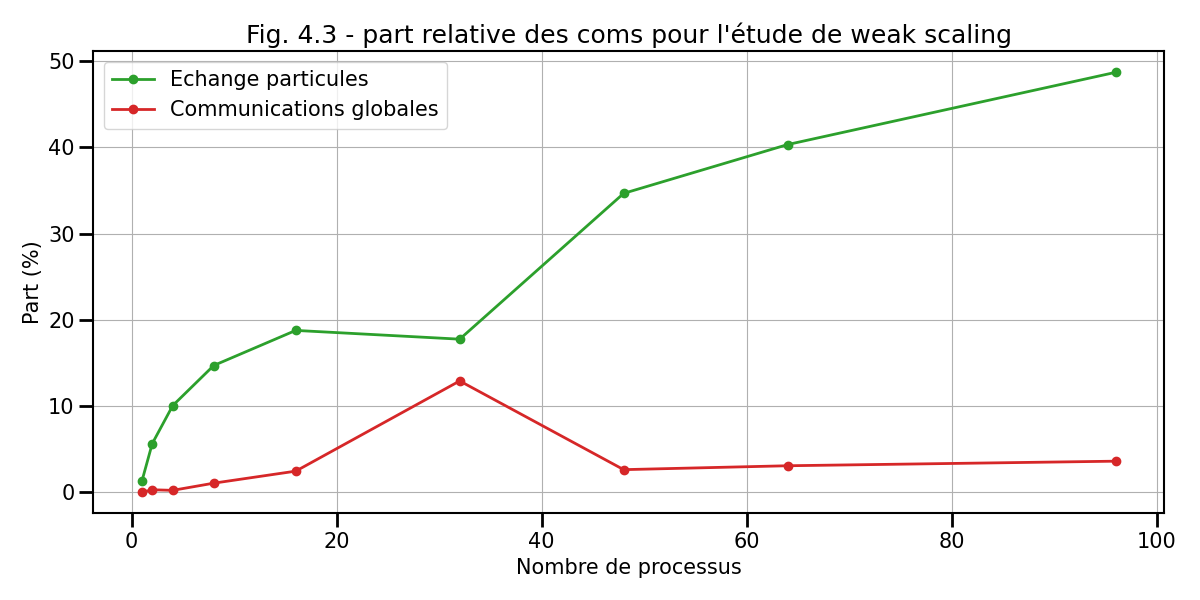 Fig. 4.3 - part relative des coms pour l'étude de weak scaling
Echange particules
Communications globales
Part (%)
50
40
30
20
10
0
0 20 40 60 80 100
Nombre de processus